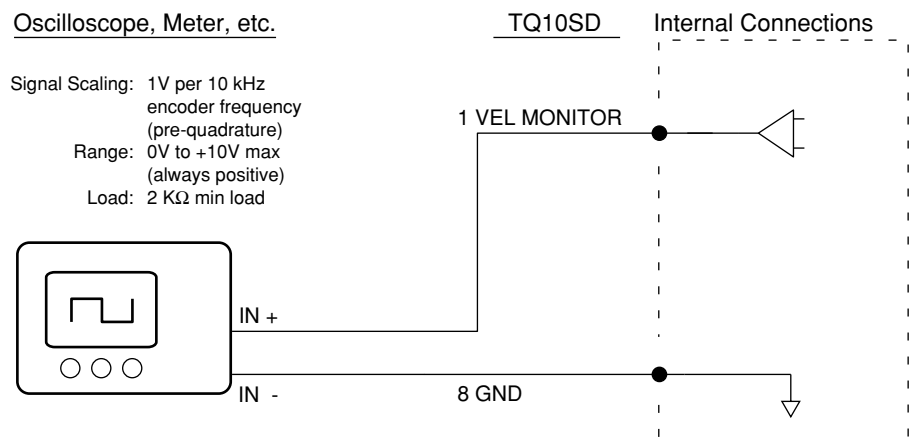 Oscilloscope, Meter, etc.
TQ10SD
Internal Connections
Signal Scaling: 1V per 10 kHz
encoder frequency
(pre-quadrature)
Range: 0V to +10V max
(always positive)
Load: 2 KΩ min load
1 VEL MONITOR
IN +
IN -
8 GND